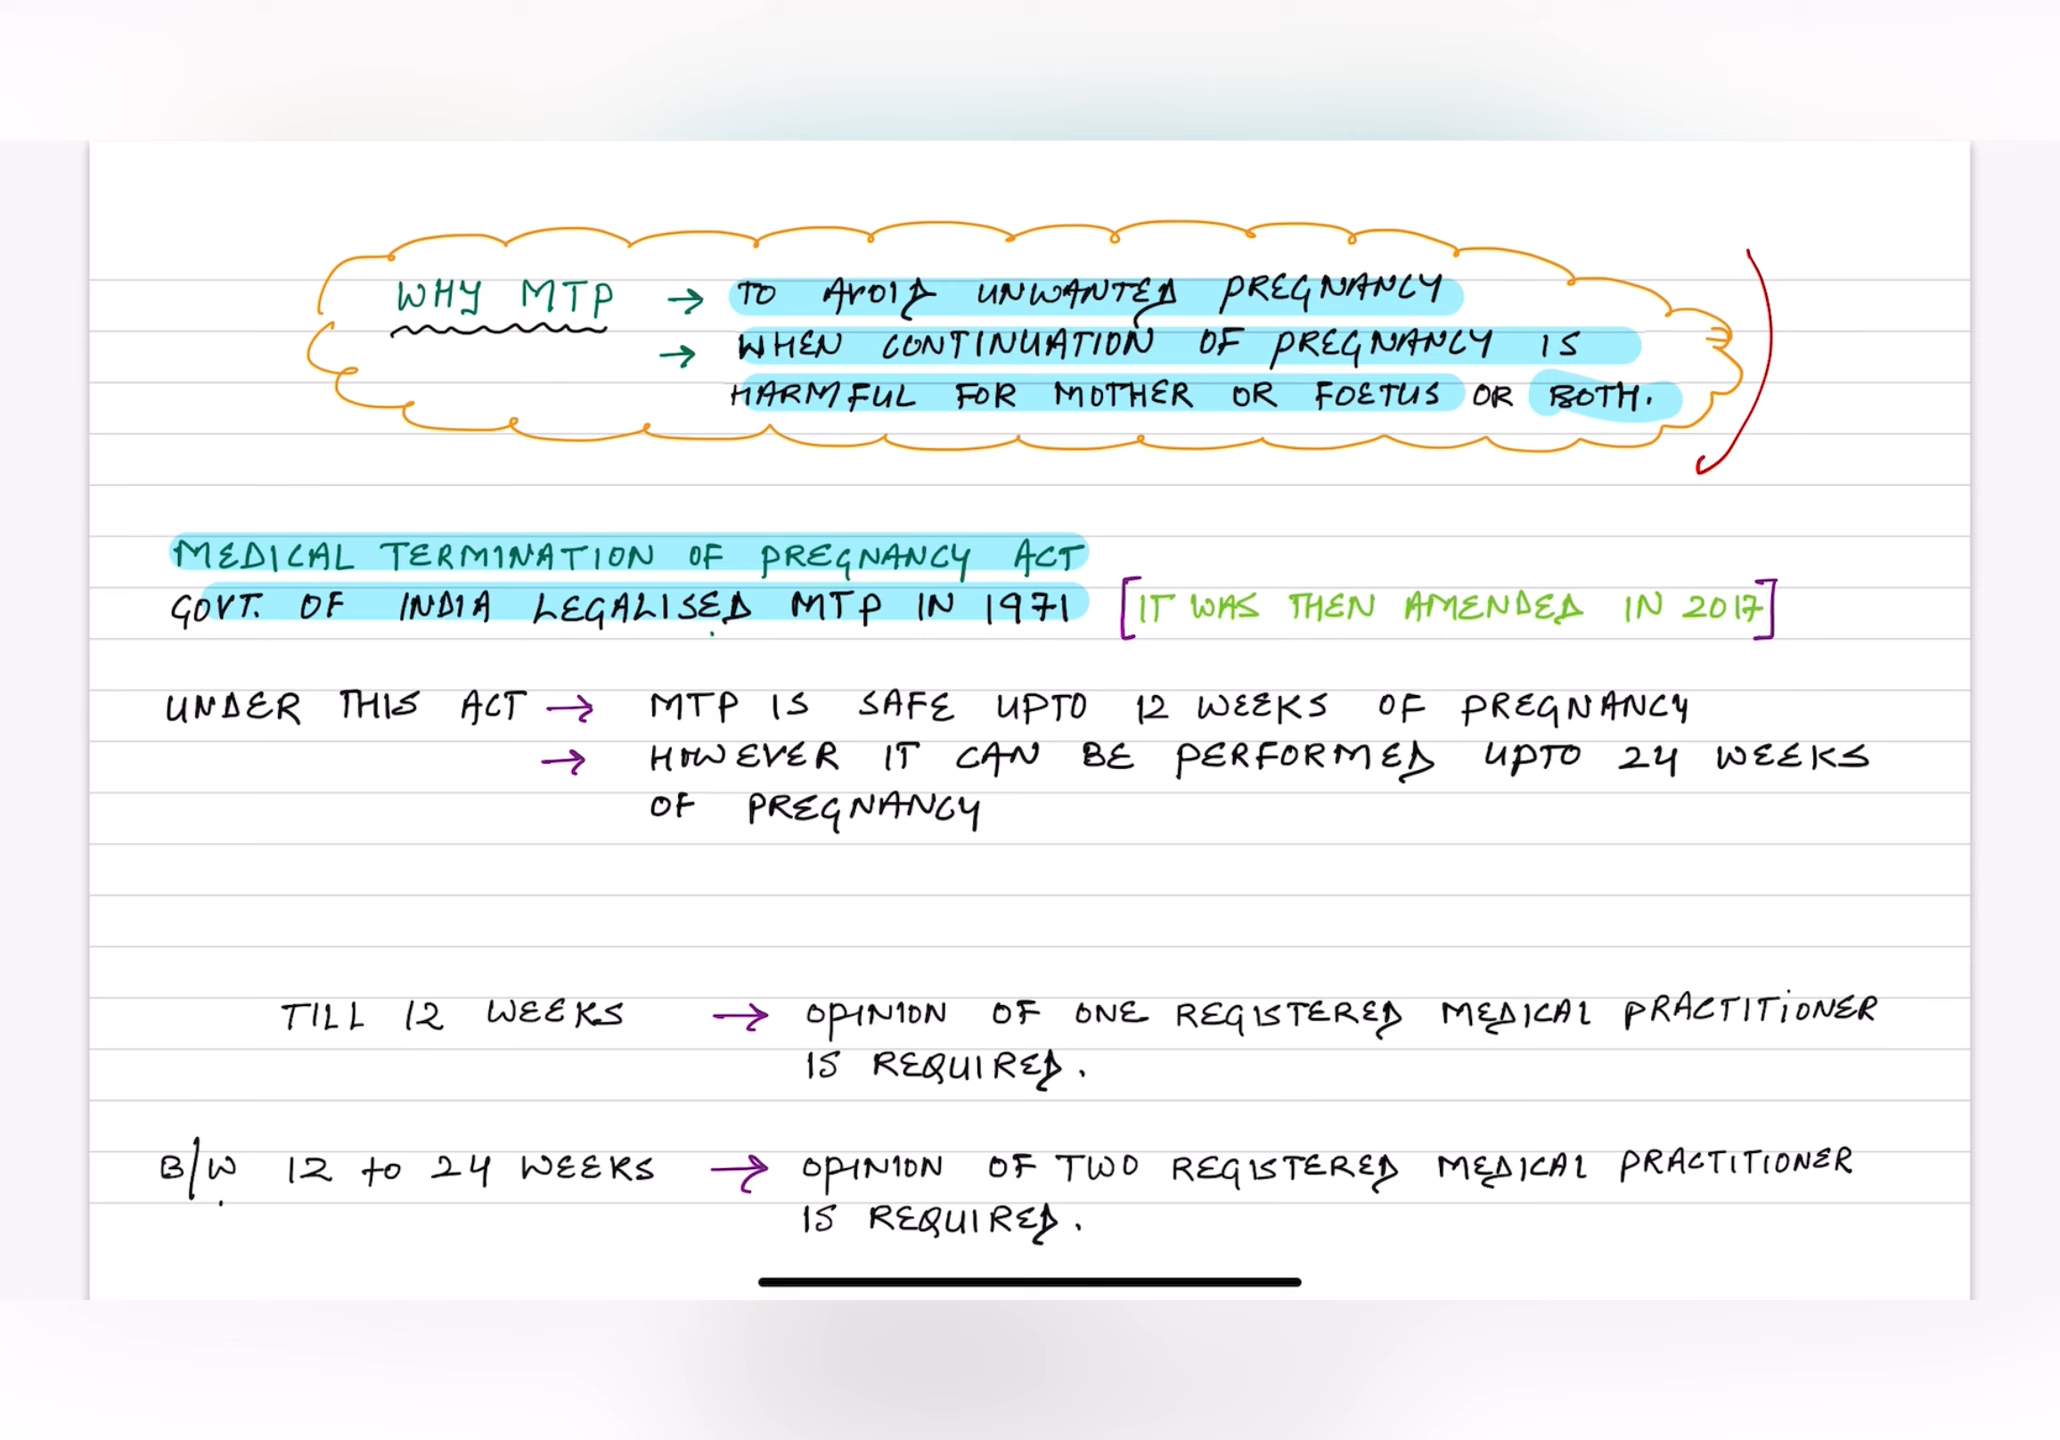 WHY MTP → TO AVOID UNWANTED PREGNANCY
→ WHEN CONTINUATION OF PREGNANCY IS
HARMFUL FOR MOTHER OR FOETUS OR BOTH.
MEDICAL TERMINATION OF PREGNANCY ACT
GOVT. OF INDIA LEGALISED MTP IN 1971 [IT WAS THEN AMENDED IN 2017]
UNDER THIS ACT → MTP IS SAFE UPTO 12 WEEKS OF PREGNANCY
→ HOWEVER IT CAN BE PERFORMED UPTO 24 WEEKS
OF PREGNANCY
TILL 12 WEEKS → OPINION OF ONE REGISTERED MEDICAL PRACTITIONER
IS REQUIRED.
B/W 12 to 24 WEEKS → OPINION OF TWO REGISTERED MEDICAL PRACTITIONER
IS REQUIRED.